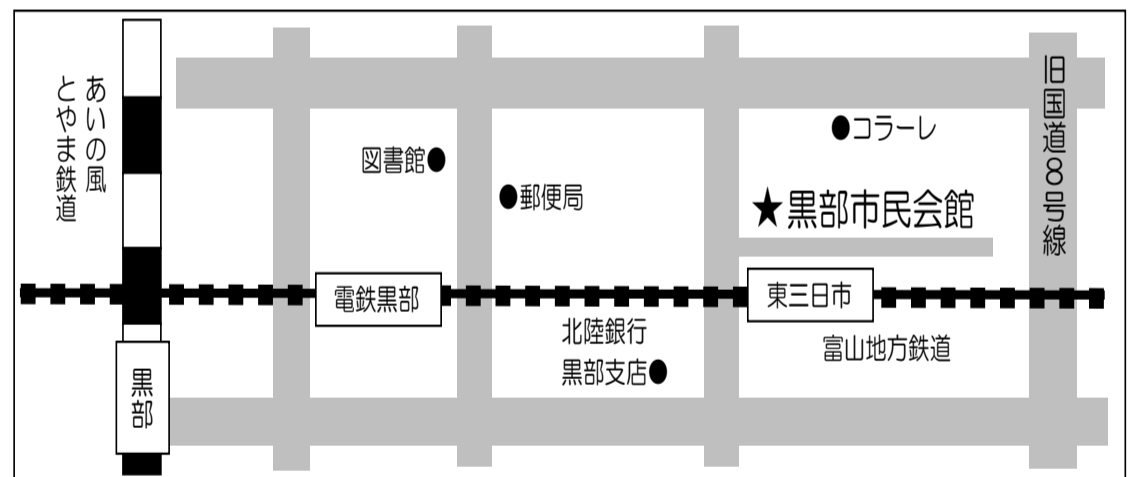 あいの風
とやま鉄道
旧国道８号線
●コラーレ
図書館●
●郵便局
★黒部市民会館
電鉄黒部
東三日市
北陸銀行
黒部支店●
富山地方鉄道
黒部